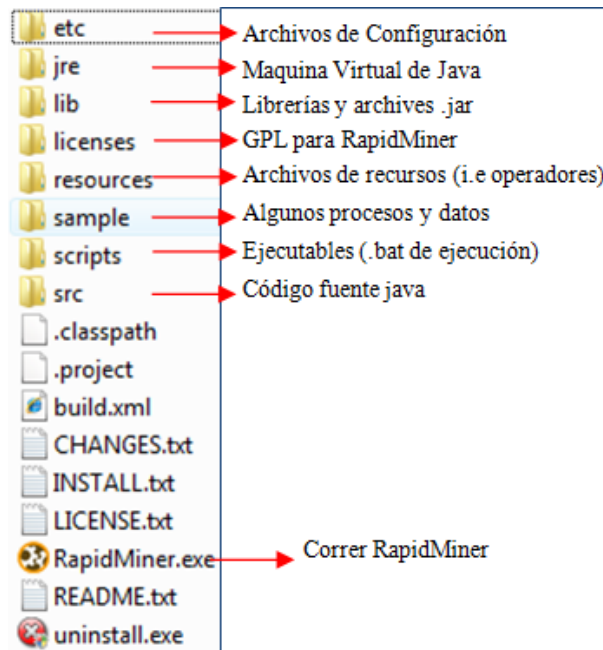 etc Archivos de Configuración
jre Maquina Virtual de Java
lib Librerías y archives .jar
licenses GPL para RapidMiner
resources Archivos de recursos (i.e operadores)
sample Algunos procesos y datos
scripts Ejecutables (.bat de ejecución)
src Código fuente java
.classpath
.project
build.xml
CHANGES.txt
INSTALL.txt
LICENSE.txt
RapidMiner.exe Correr RapidMiner
README.txt
uninstall.exe